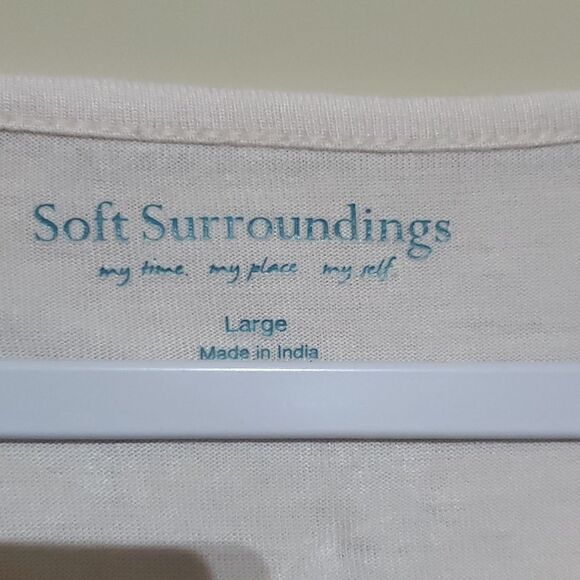 Soft Surroundings
my time. my place my self.
Large
Made in India